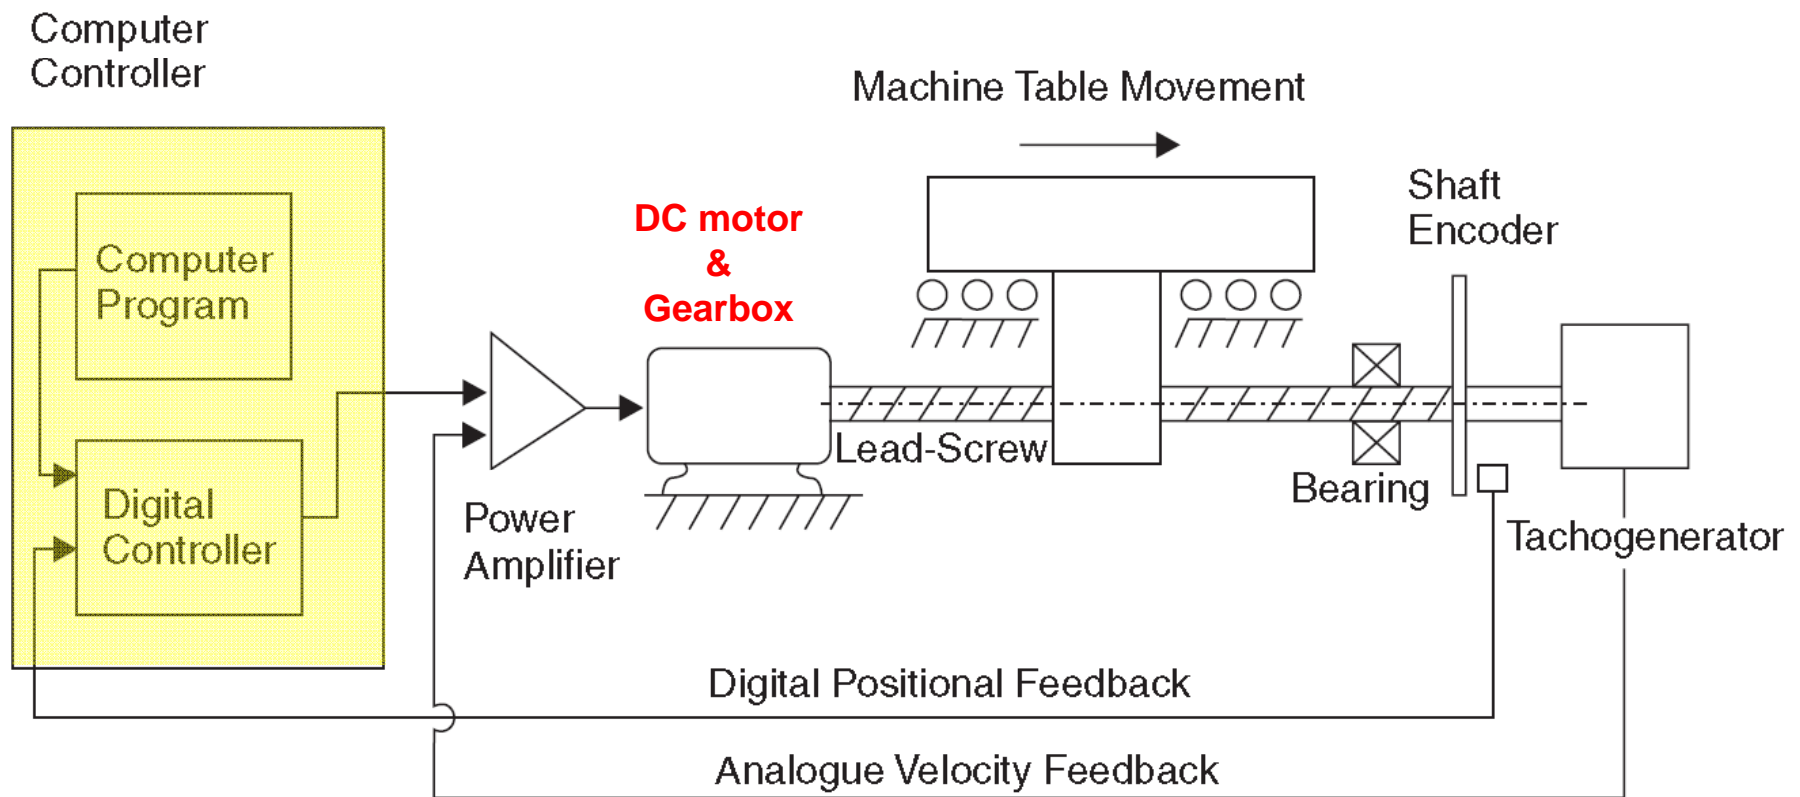 Computer
Controller
Machine Table Movement
Shaft
Encoder
DC motor
&
Gearbox
Computer
Program
Lead-Screw
Bearing
Digital
Controller
Power
Amplifier
Tachogenerator
Digital Positional Feedback
Analogue Velocity Feedback